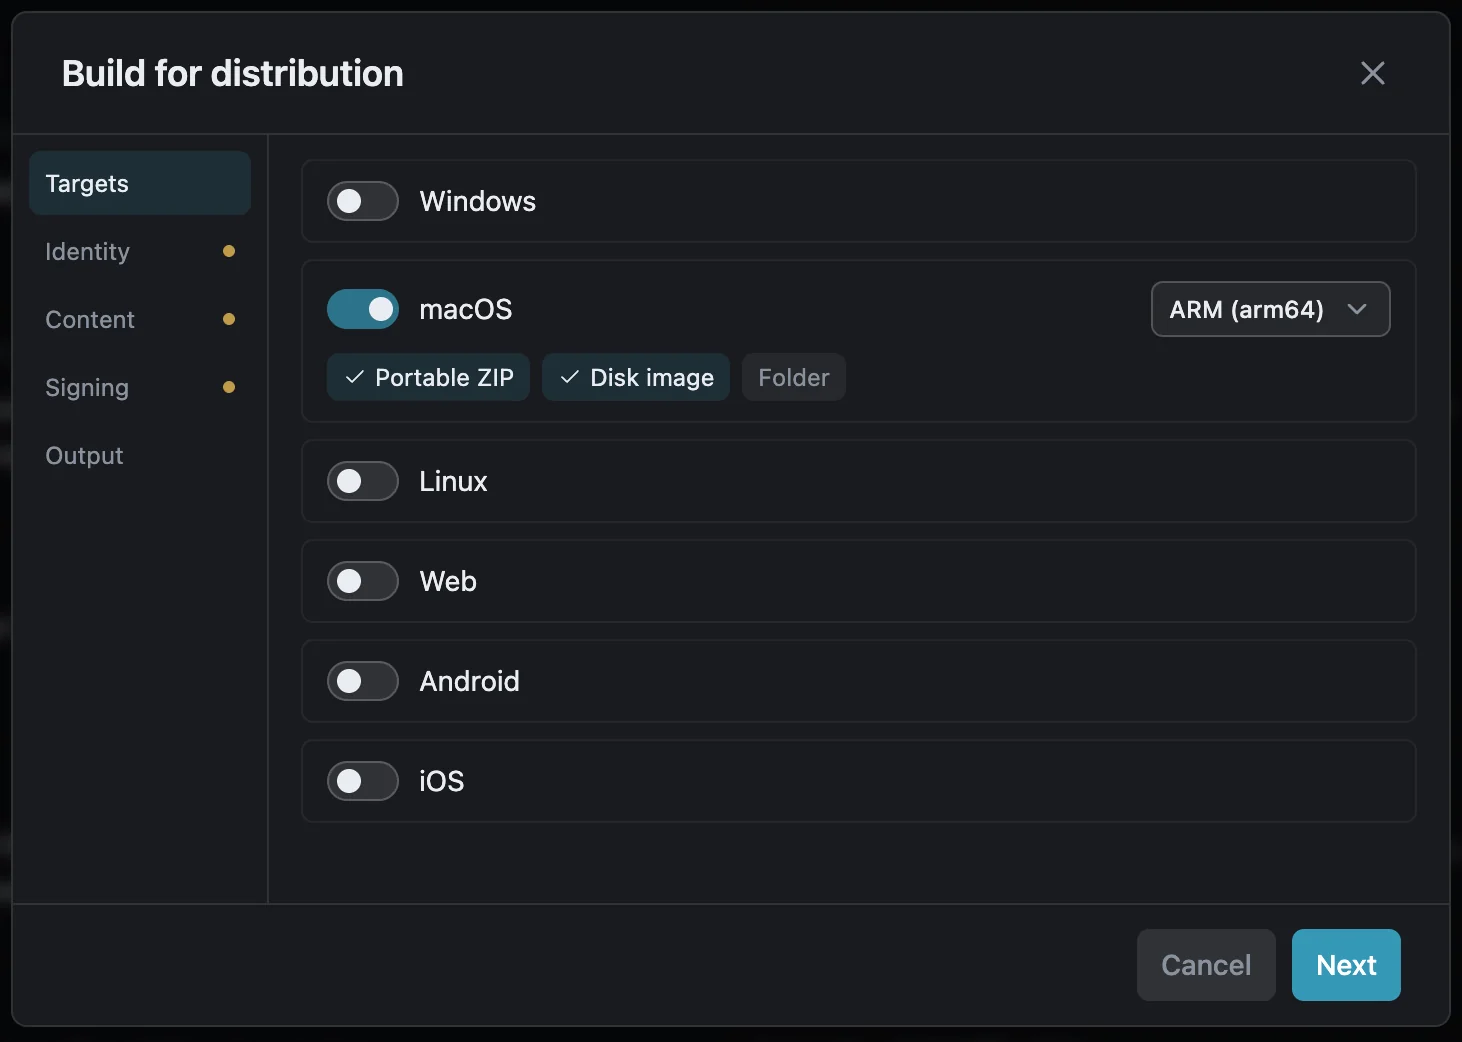 Build for distribution
Targets
Identity
Content
Signing
Output
Windows
macOS
ARM (arm64)
Portable ZIP
Disk image
Folder
Linux
Web
Android
iOS
Cancel
Next